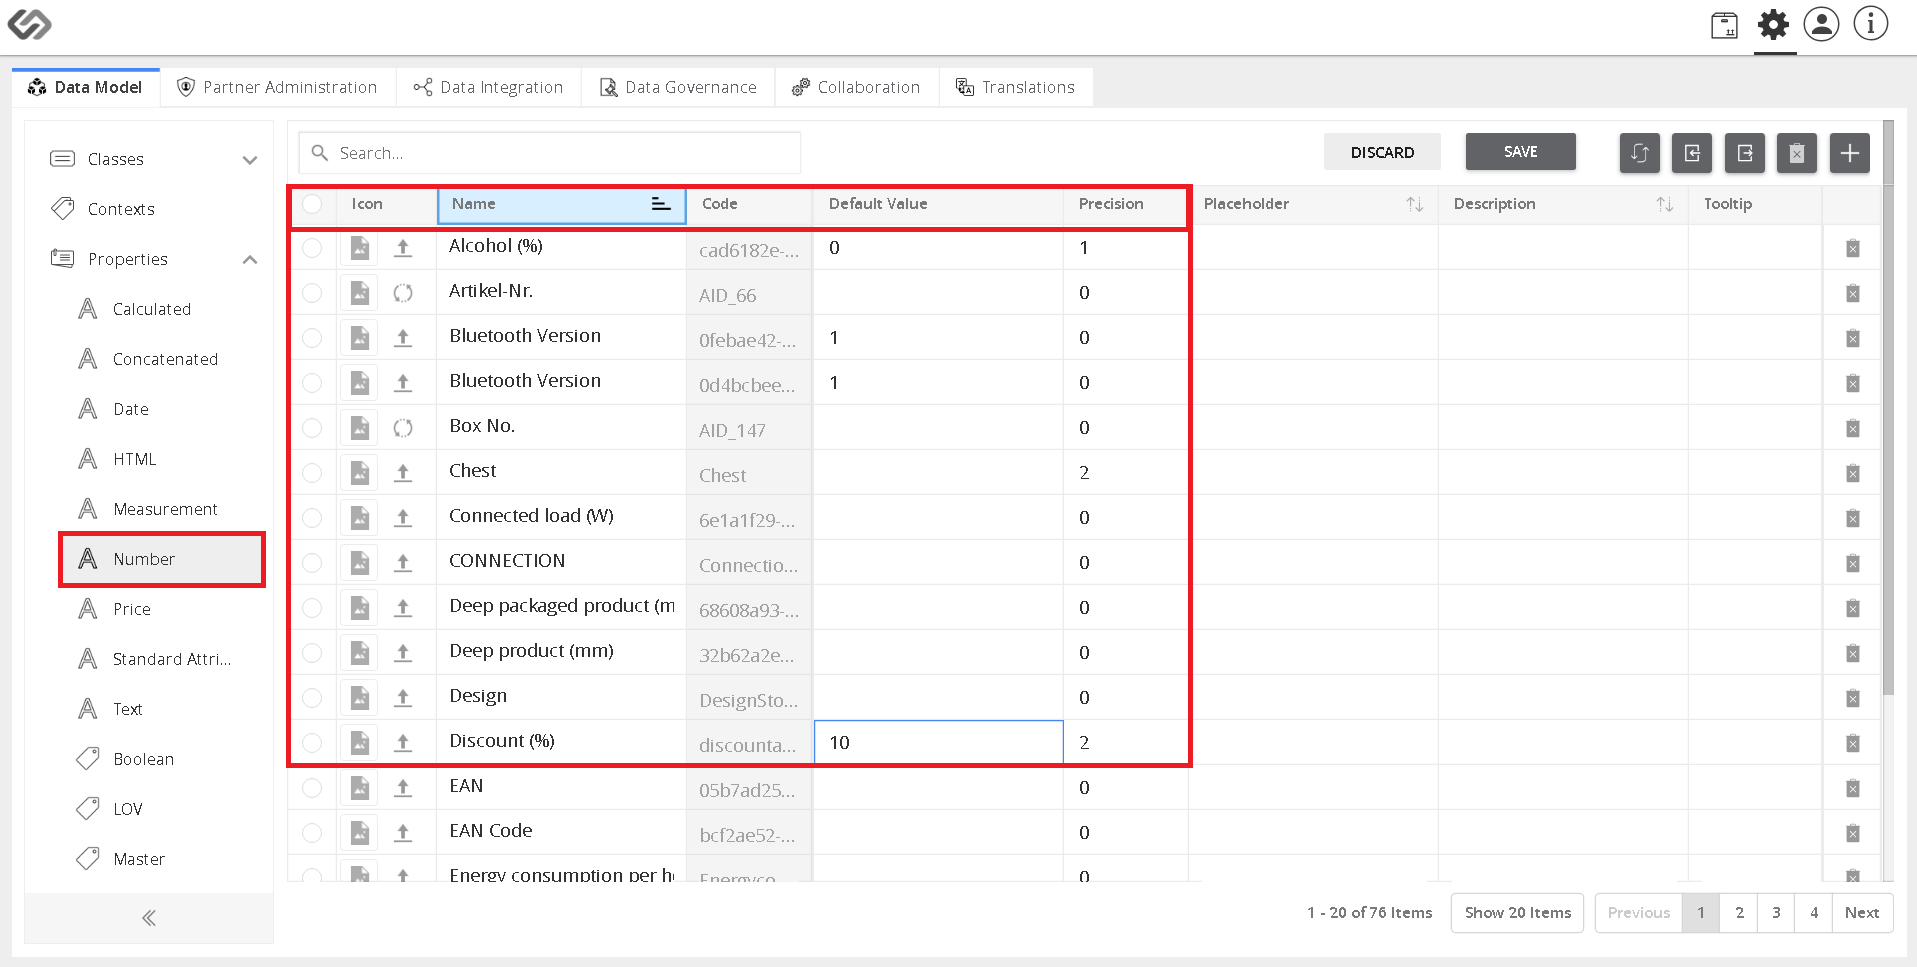 Data Model Partner Administration Data Integration Data Governance Collaboration Translations
Classes
Contexts
Properties
Calculated
Concatenated
Date
HTML
Measurement
Number
Price
Standard Attri...
Text
Boolean
LOV
Master
Search... DISCARD SAVE
Icon Name Code Default Value Precision Placeholder Description Tooltip
Alcohol (%) cad6182e-... 0 1
Artikel-Nr. AID_66 0
Bluetooth Version 0febae42-... 1 0
Bluetooth Version 0d4bcbee... 1 0
Box No. AID_147 0
Chest Chest 2
Connected load (W) 6e1a1f29-... 0
CONNECTION Connectio... 0
Deep packaged product (m 68608a93-... 0
Deep product (mm) 32b62a2e... 0
Design DesignSto... 0
Discount (%) discounta... 10 2
EAN 05b7ad25... 0
EAN Code bcf2ae52-... 0
Energy consumption per h Energyco 0
1 - 20 of 76 Items Show 20 Items Previous 1 2 3 4 Next